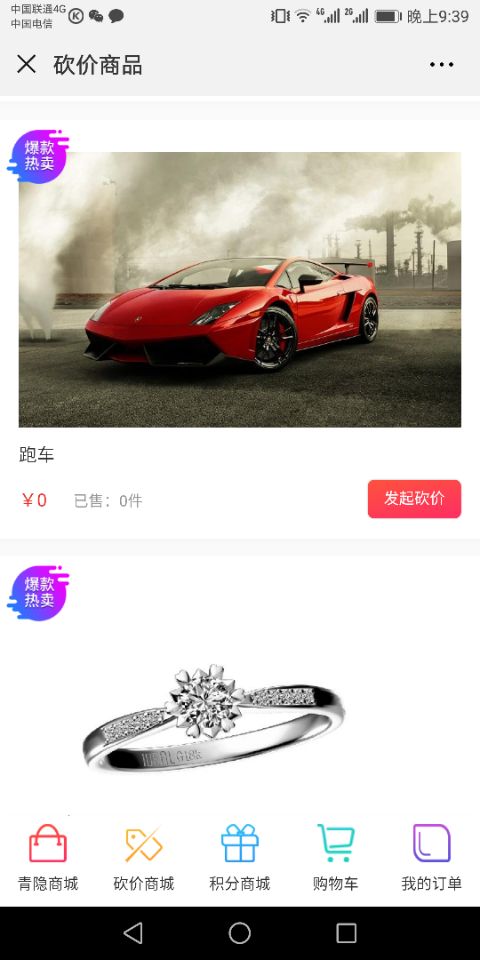 中国联通4G
中国电信
4G
2G
晚上9:39
砍价商品
爆款
热卖
跑车
￥0
已售：0件
发起砍价
爆款
热卖
青隐商城
砍价商城
积分商城
购物车
我的订单